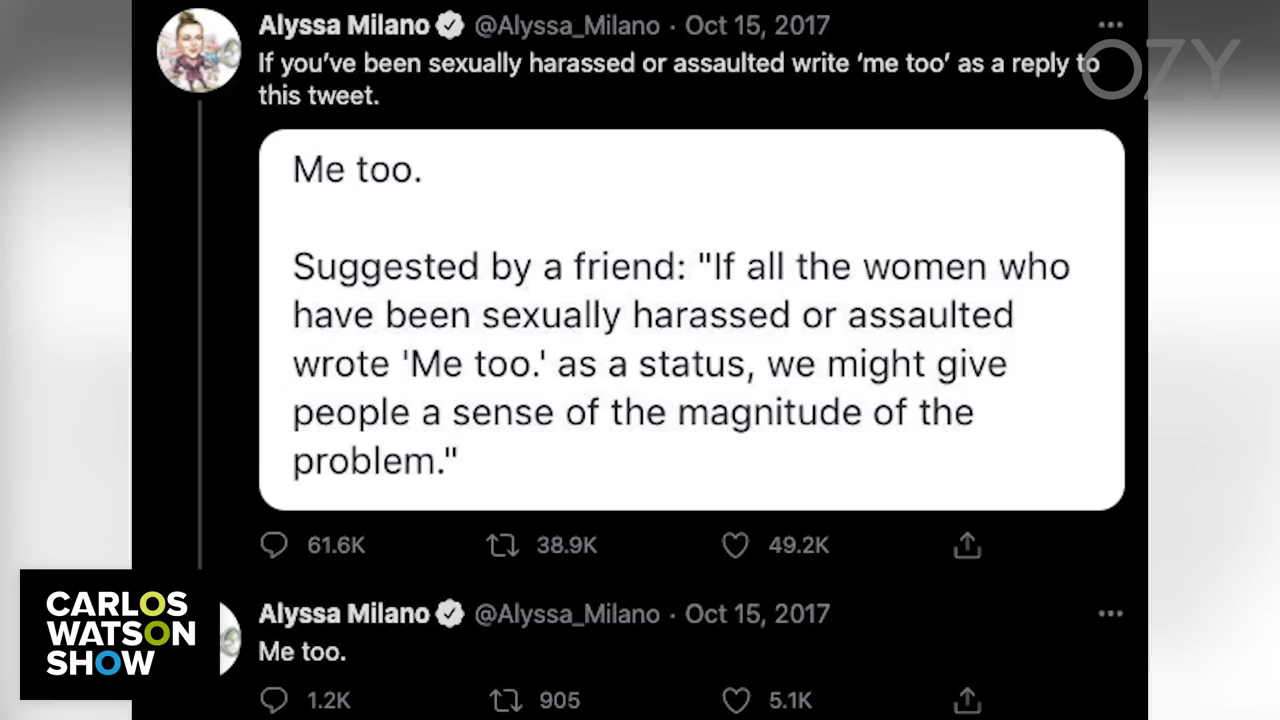 Alyssa Milano @Alyssa_Milano · Oct 15, 2017
If you’ve been sexually harassed or assaulted write ‘me too’ as a reply to
this tweet.
OZY
Me too.
Suggested by a friend: "If all the women who
have been sexually harassed or assaulted
wrote 'Me too.' as a status, we might give
people a sense of the magnitude of the
problem."
61.6K 38.9K 49.2K
Alyssa Milano @Alyssa_Milano · Oct 15, 2017
Me too.
1.2K 905 5.1K
CARLOS
WATSON
SHOW